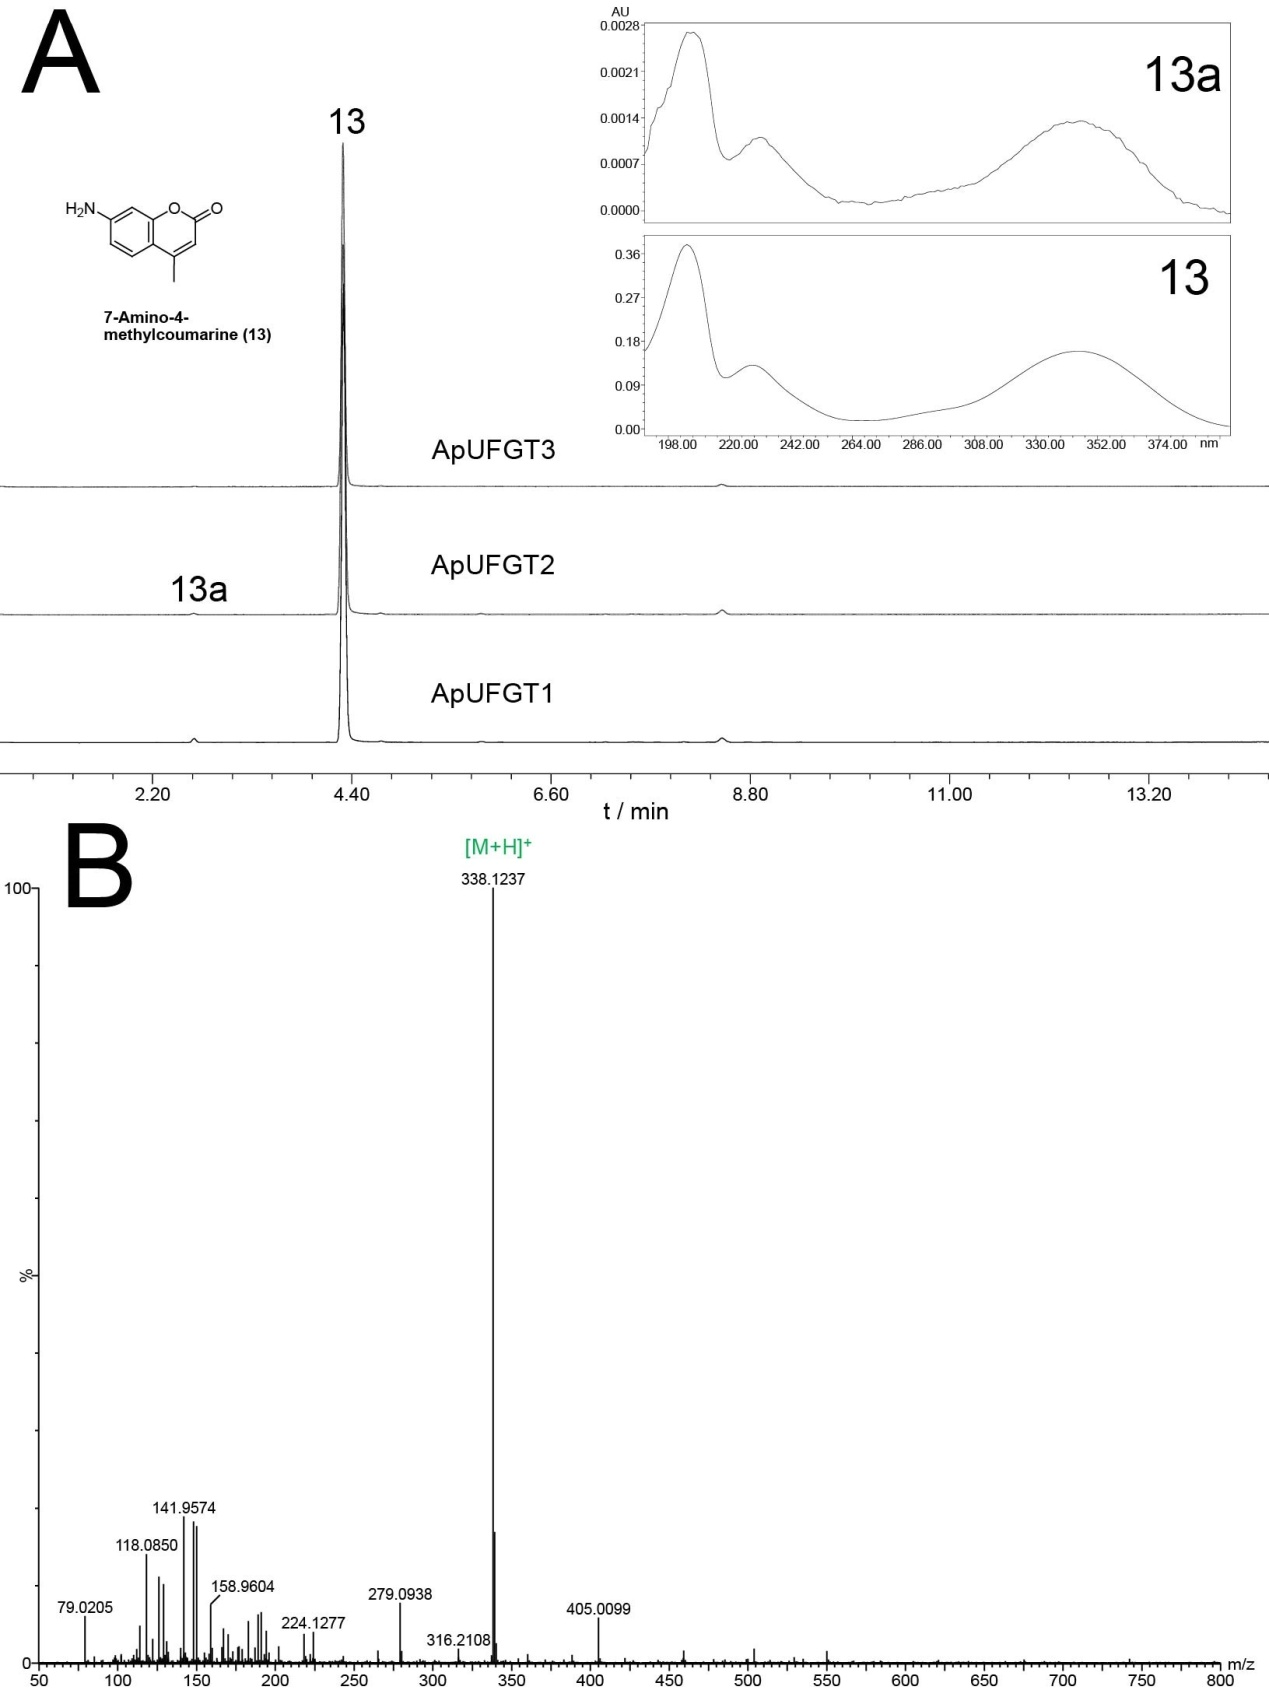 A
13
H₂N
O
O
7-Amino-4-
methylcoumarine (13)
AU
0.0028
0.0021
0.0014
0.0007
0.0000
13a
0.36
0.27
0.18
0.09
0.00
13
198.00 220.00 242.00 264.00 286.00 308.00 330.00 352.00 374.00 nm
ApUFGT3
ApUFGT2
13a
ApUFGT1
2.20 4.40 6.60 8.80 11.00 13.20
t / min
B
[M+H]⁺
338.1237
100
%
141.9574
118.0850
158.9604
79.0205
224.1277
279.0938
316.2108
405.0099
0
50 100 150 200 250 300 350 400 450 500 550 600 650 700 750 800 m/z